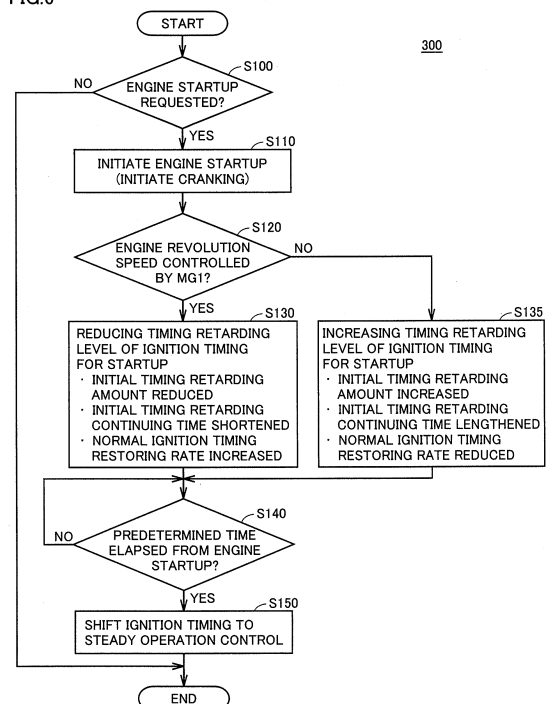 START
300
S100
NO
ENGINE STARTUP
REQUESTED?
YES
S110
INITIATE ENGINE STARTUP
(INITIATE CRANKING)
S120
ENGINE REVOLUTION
SPEED CONTROLLED
BY MG1?
NO
YES
S130
REDUCING TIMING RETARDING
LEVEL OF IGNITION TIMING
FOR STARTUP
· INITIAL TIMING RETARDING
AMOUNT REDUCED
· INITIAL TIMING RETARDING
CONTINUING TIME SHORTENED
· NORMAL IGNITION TIMING
RESTORING RATE INCREASED
S135
INCREASING TIMING RETARDING
LEVEL OF IGNITION TIMING
FOR STARTUP
· INITIAL TIMING RETARDING
AMOUNT INCREASED
· INITIAL TIMING RETARDING
CONTINUING TIME LENGTHENED
· NORMAL IGNITION TIMING
RESTORING RATE REDUCED
S140
NO
PREDETERMINED TIME
ELAPSED FROM ENGINE
STARTUP?
YES
S150
SHIFT IGNITION TIMING TO
STEADY OPERATION CONTROL
END